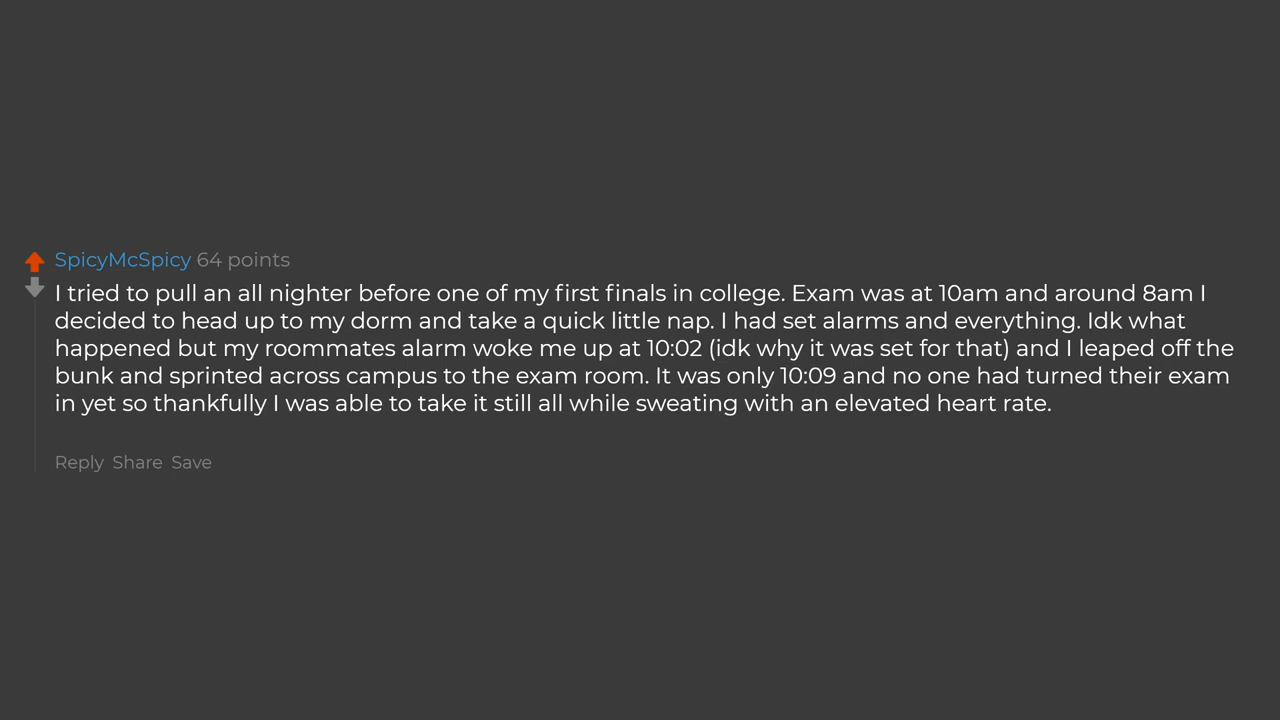 SpicyMcSpicy 64 points
I tried to pull an all nighter before one of my first finals in college. Exam was at 10am and around 8am I
decided to head up to my dorm and take a quick little nap. I had set alarms and everything. Idk what
happened but my roommates alarm woke me up at 10:02 (idk why it was set for that) and I leaped off the
bunk and sprinted across campus to the exam room. It was only 10:09 and no one had turned their exam
in yet so thankfully I was able to take it still all while sweating with an elevated heart rate.
Reply Share Save